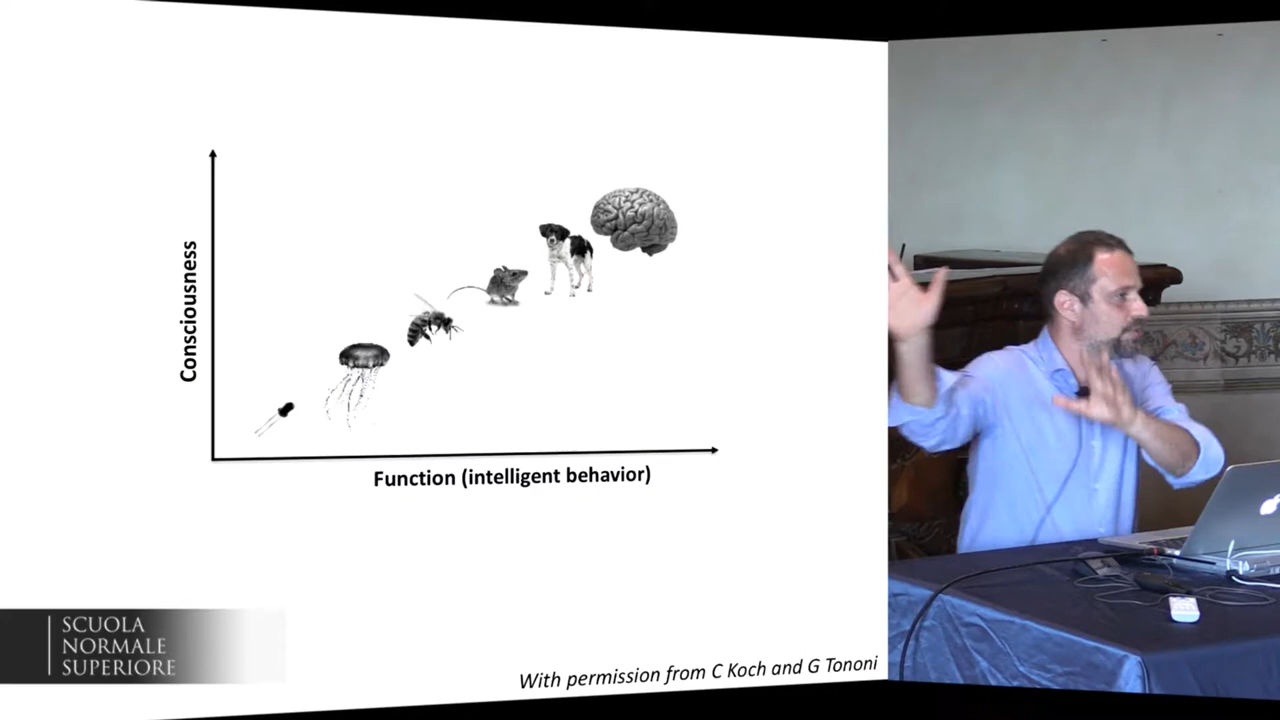 Consciousness
Function (intelligent behavior)
SCUOLA
NORMALE
SUPERIORE
With permission from C Koch and G Tononi